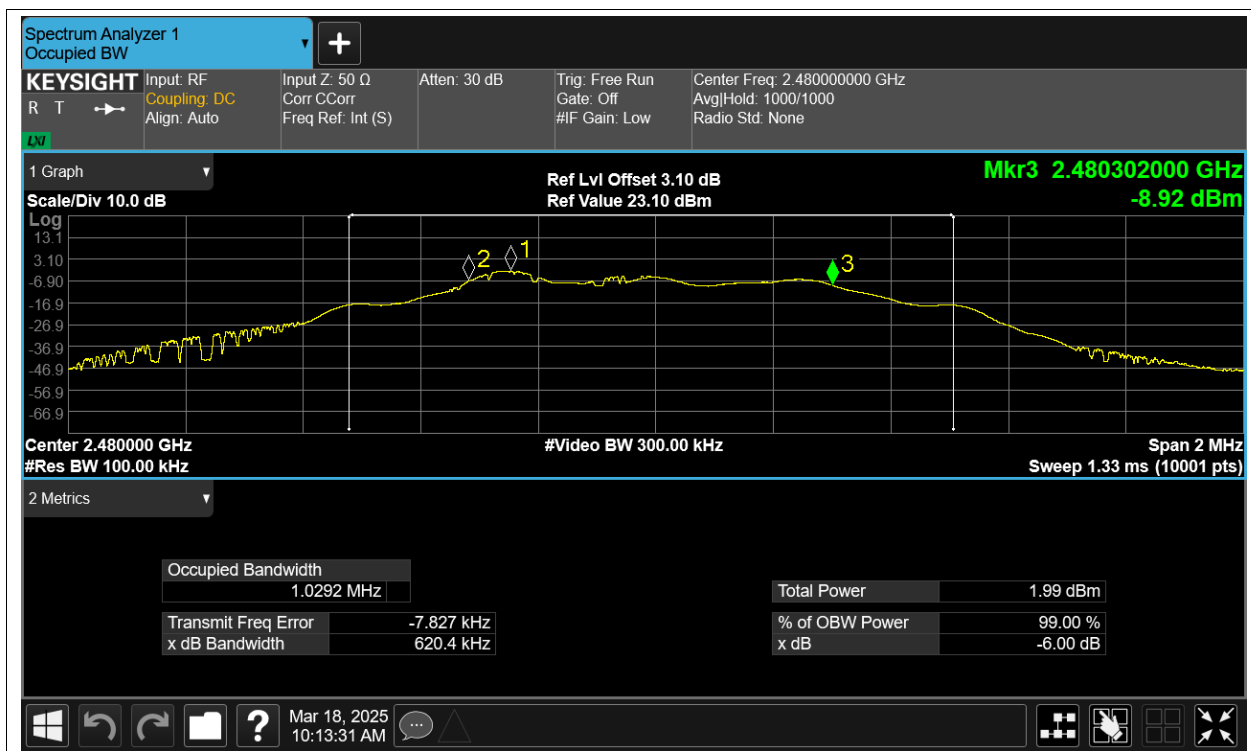 Spectrum Analyzer 1
Occupied BW
KEYSIGHT
R T
LXI
Input: RF
Coupling: DC
Align: Auto
Input Z: 50 Ω
Corr CCorr
Freq Ref: Int (S)
Atten: 30 dB
Trig: Free Run
Gate: Off
#IF Gain: Low
Center Freq: 2.480000000 GHz
Avg|Hold: 1000/1000
Radio Std: None
1 Graph
Scale/Div 10.0 dB
Ref Lvl Offset 3.10 dB
Ref Value 23.10 dBm
Mkr3 2.480302000 GHz
-8.92 dBm
Log
13.1
3.10
-6.90
-16.9
-26.9
-36.9
-46.9
-56.9
-66.9
2
1
3
Center 2.480000 GHz
#Res BW 100.00 kHz
#Video BW 300.00 kHz
Span 2 MHz
Sweep 1.33 ms (10001 pts)
2 Metrics
Occupied Bandwidth
1.0292 MHz
Transmit Freq Error -7.827 kHz
x dB Bandwidth 620.4 kHz
Total Power 1.99 dBm
% of OBW Power 99.00 %
x dB -6.00 dB
?
Mar 18, 2025
10:13:31 AM